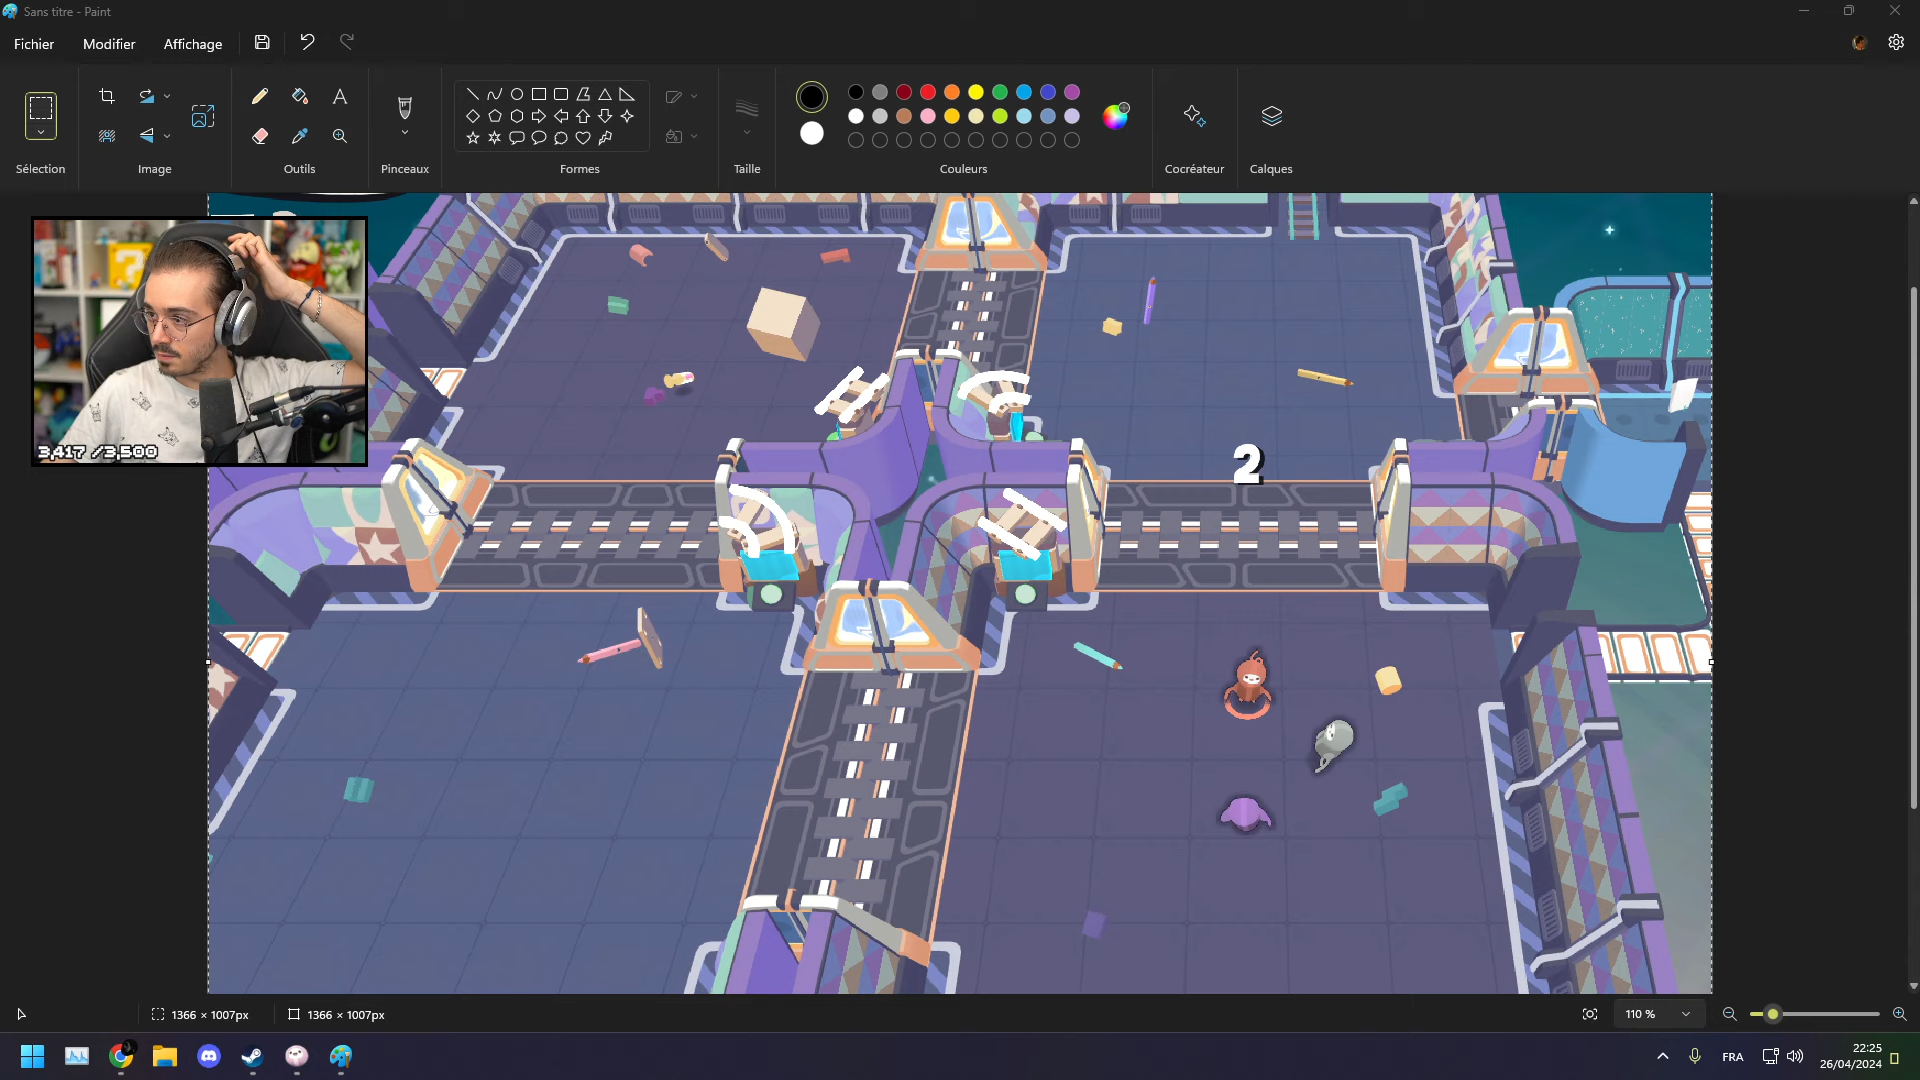 Sans titre - Paint
Fichier
Modifier
Affichage
Sélection
Image
Outils
Pinceaux
Formes
Taille
Couleurs
Cocréateur
Calques
3,417 /3,500
2
1366 × 1007px
1366 × 1007px
110 %
FRA
22:25
26/04/2024